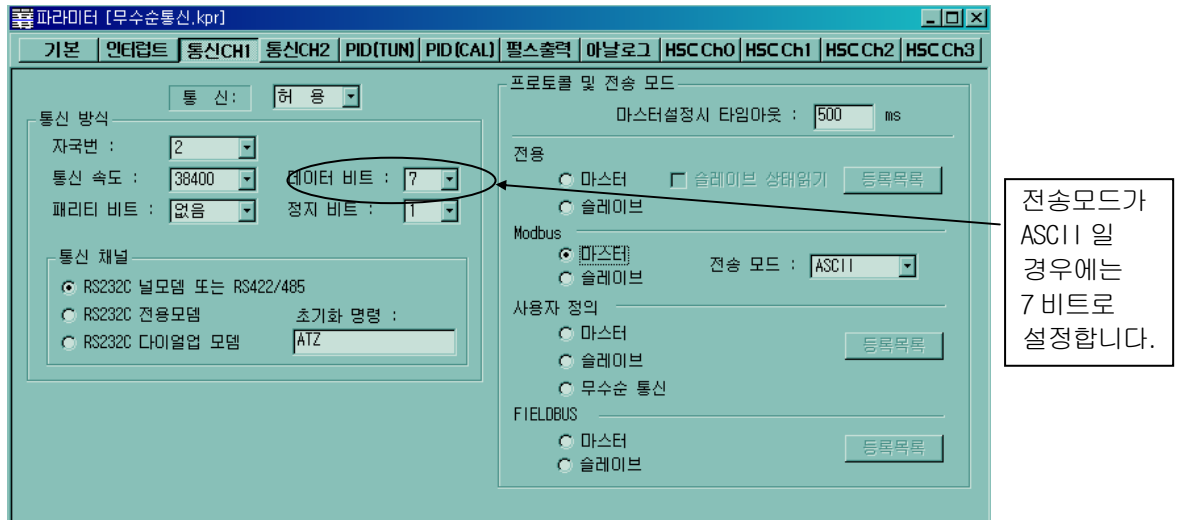 파라미터 [무수순통신.kpr]
기본 인터럽트 통신CH1 통신CH2 PID(TUN) PID(CAL) 펄스출력 아날로그 HSC Ch0 HSC Ch1 HSC Ch2 HSC Ch3
통 신: 허 용
통신 방식
자국번 : 2
통신 속도 : 38400 데이터 비트 : 7
패리티 비트 : 없음 정지 비트 : 1
통신 채널
RS232C 널모뎀 또는 RS422/485
RS232C 전용모뎀 초기화 명령 :
RS232C 다이얼업 모뎀 ATZ
프로토콜 및 전송 모드
마스터설정시 타임아웃 : 500 ms
전용
마스터 슬레이브 상태읽기 등록목록
슬레이브
Modbus
마스터 전송 모드 : ASCII
슬레이브
사용자 정의
마스터 등록목록
슬레이브
무수순 통신
FIELDBUS
마스터 등록목록
슬레이브
전송모드가
ASCII 일
경우에는
7 비트로
설정합니다.